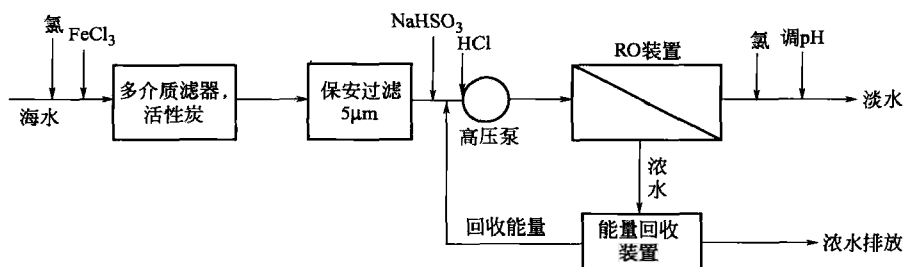 氯
FeCl3
海水
多介质滤器,
活性炭
保安过滤
5μm
NaHSO3
HCl
高压泵
RO装置
氯
调pH
淡水
浓
水
回收能量
能量回收
装置
浓水排放